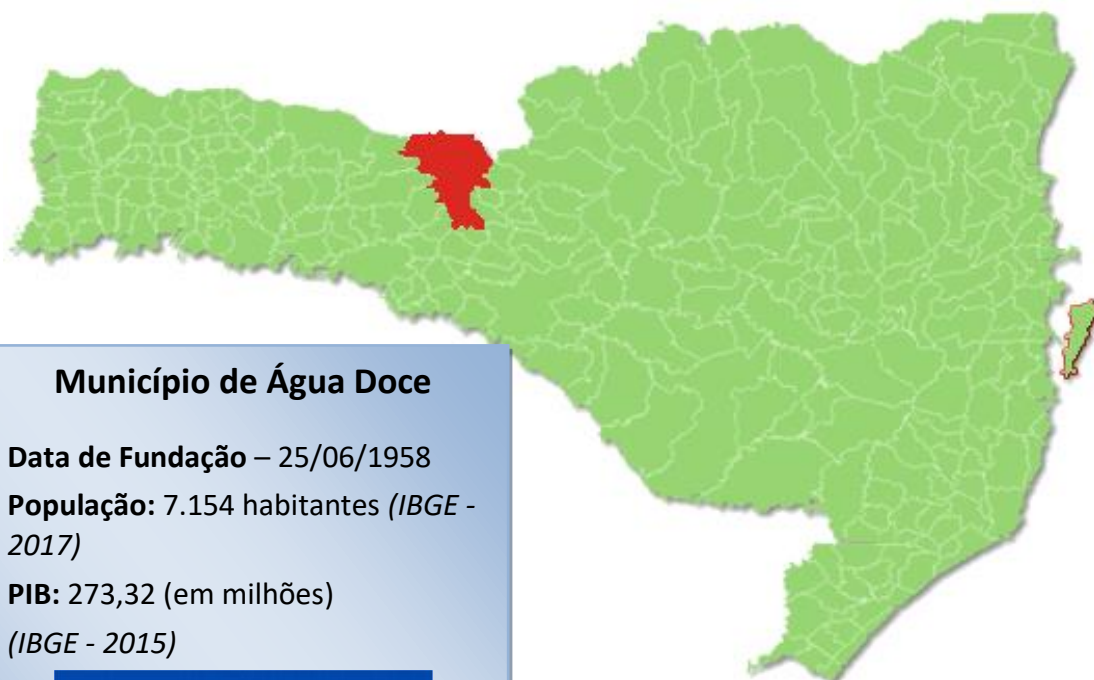 Município de Água Doce
Data de Fundação – 25/06/1958
População: 7.154 habitantes (IBGE -
2017)
PIB: 273,32 (em milhões)
(IBGE - 2015)